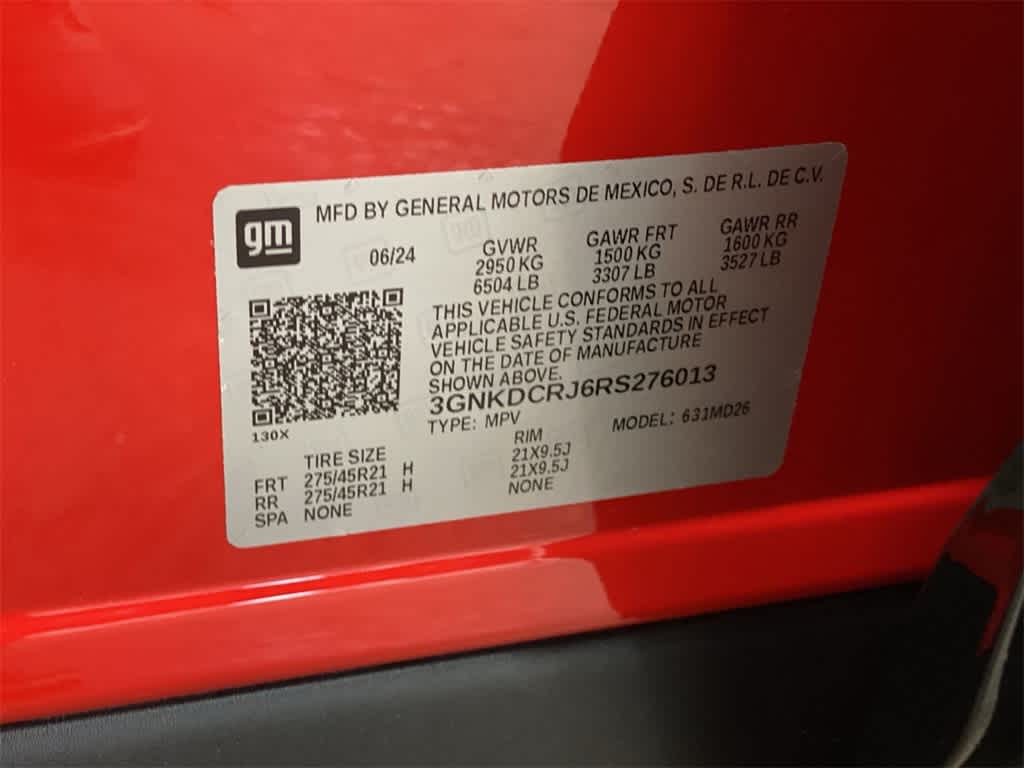 gm
MFD BY GENERAL MOTORS DE MEXICO, S. DE R.L. DE C.V.
06/24 GVWR GAWR FRT GAWR RR
2950 KG 1500 KG 1600 KG
6504 LB 3307 LB 3527 LB
THIS VEHICLE CONFORMS TO ALL
APPLICABLE U.S. FEDERAL MOTOR
VEHICLE SAFETY STANDARDS IN EFFECT
ON THE DATE OF MANUFACTURE
SHOWN ABOVE.
3GNKDCRJ6RS276013
TYPE: MPV MODEL: 631MD26
130X
TIRE SIZE RIM
FRT 275/45R21 H 21X9.5J
RR 275/45R21 H 21X9.5J
SPA NONE NONE